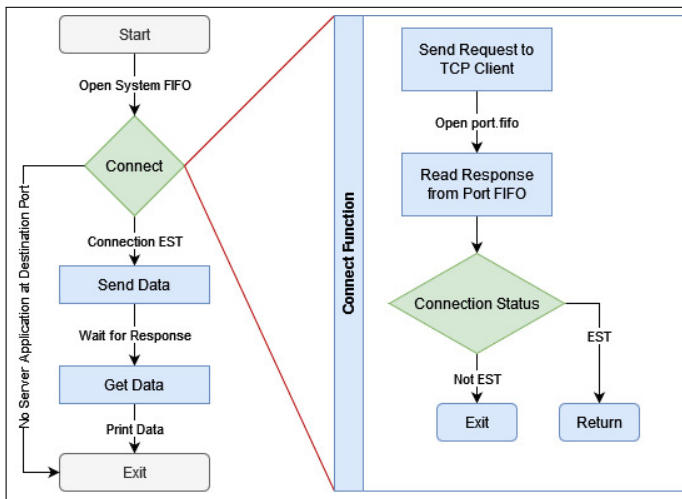 Start
Open System FIFO
Connect
No Server Application at Destination Port
Connection EST
Send Data
Wait for Response
Get Data
Print Data
Exit
Connect Function
Send Request to
TCP Client
Open port.fifo
Read Response
from Port FIFO
Connection Status
EST
Not EST
Exit
Return